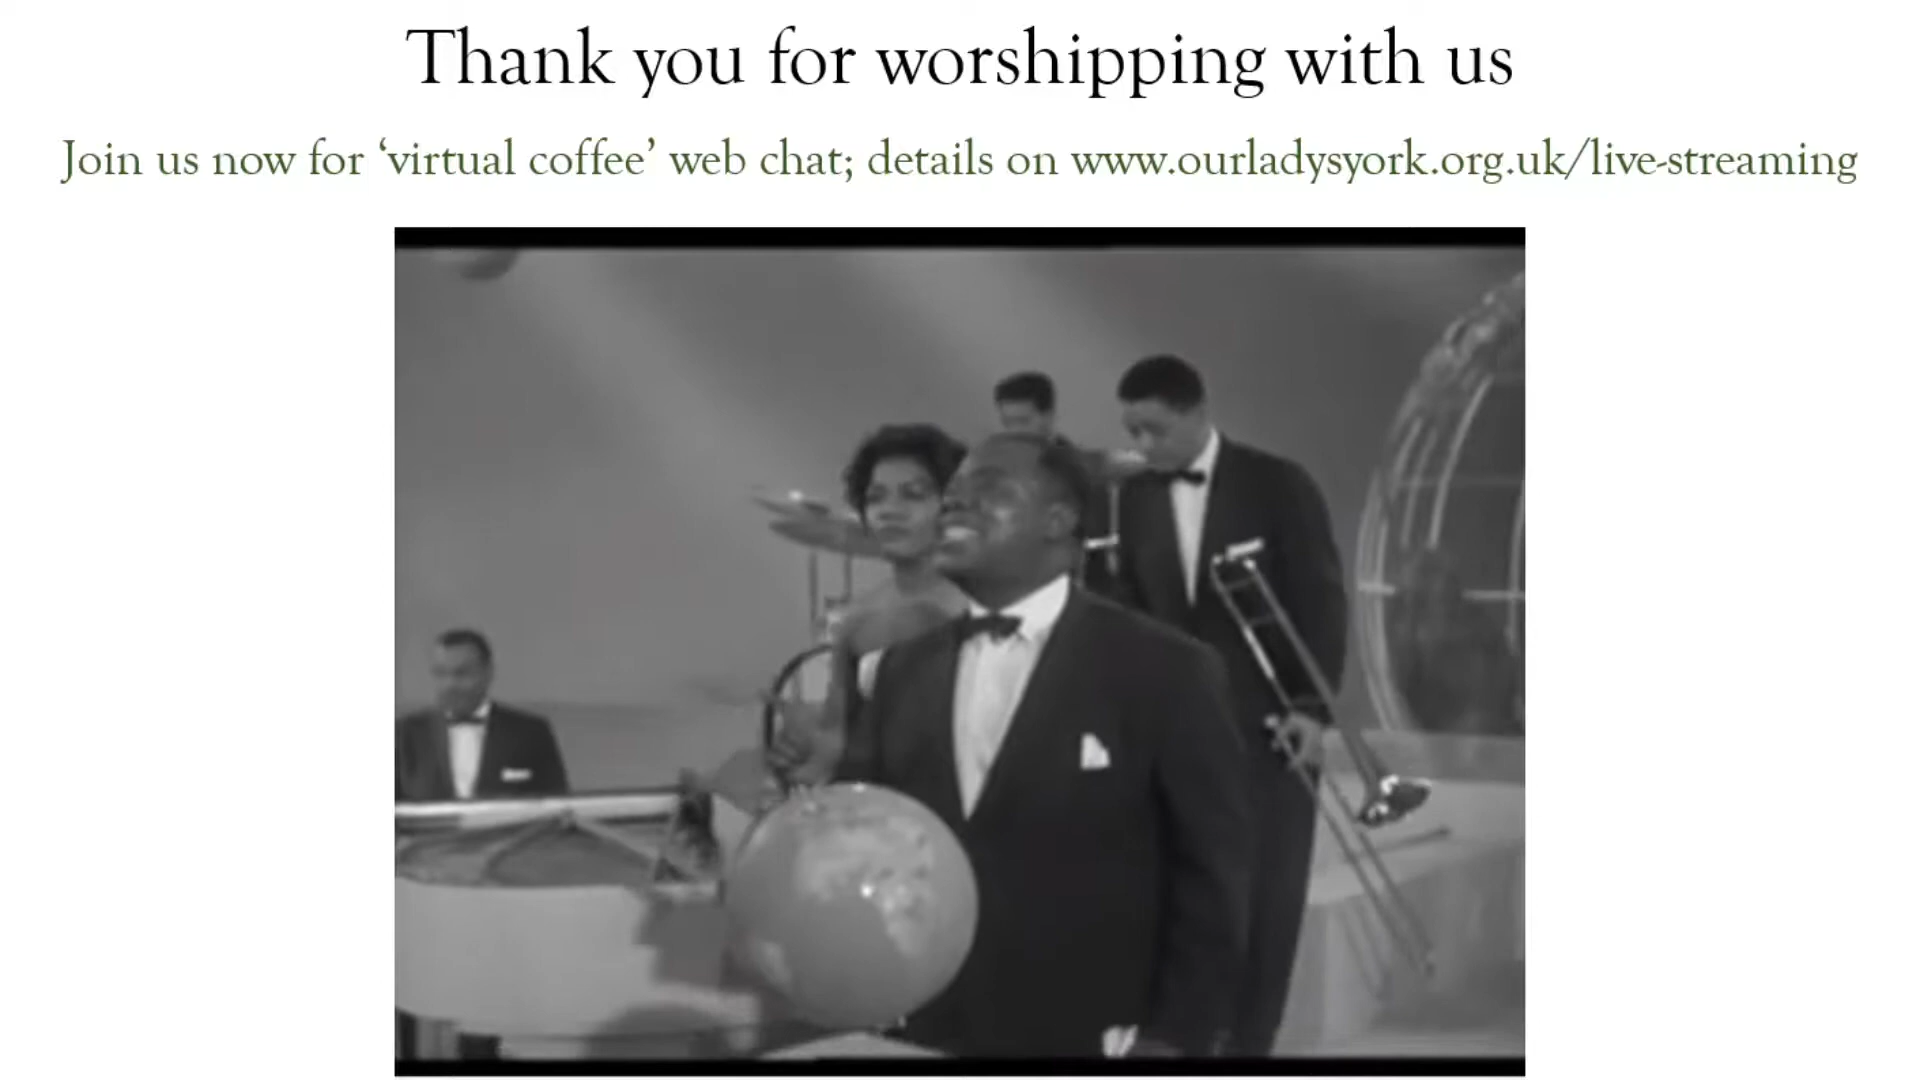 Thank you for worshipping with us
Join us now for ‘virtual coffee’ web chat; details on www.ourladysyork.org.uk/live-streaming